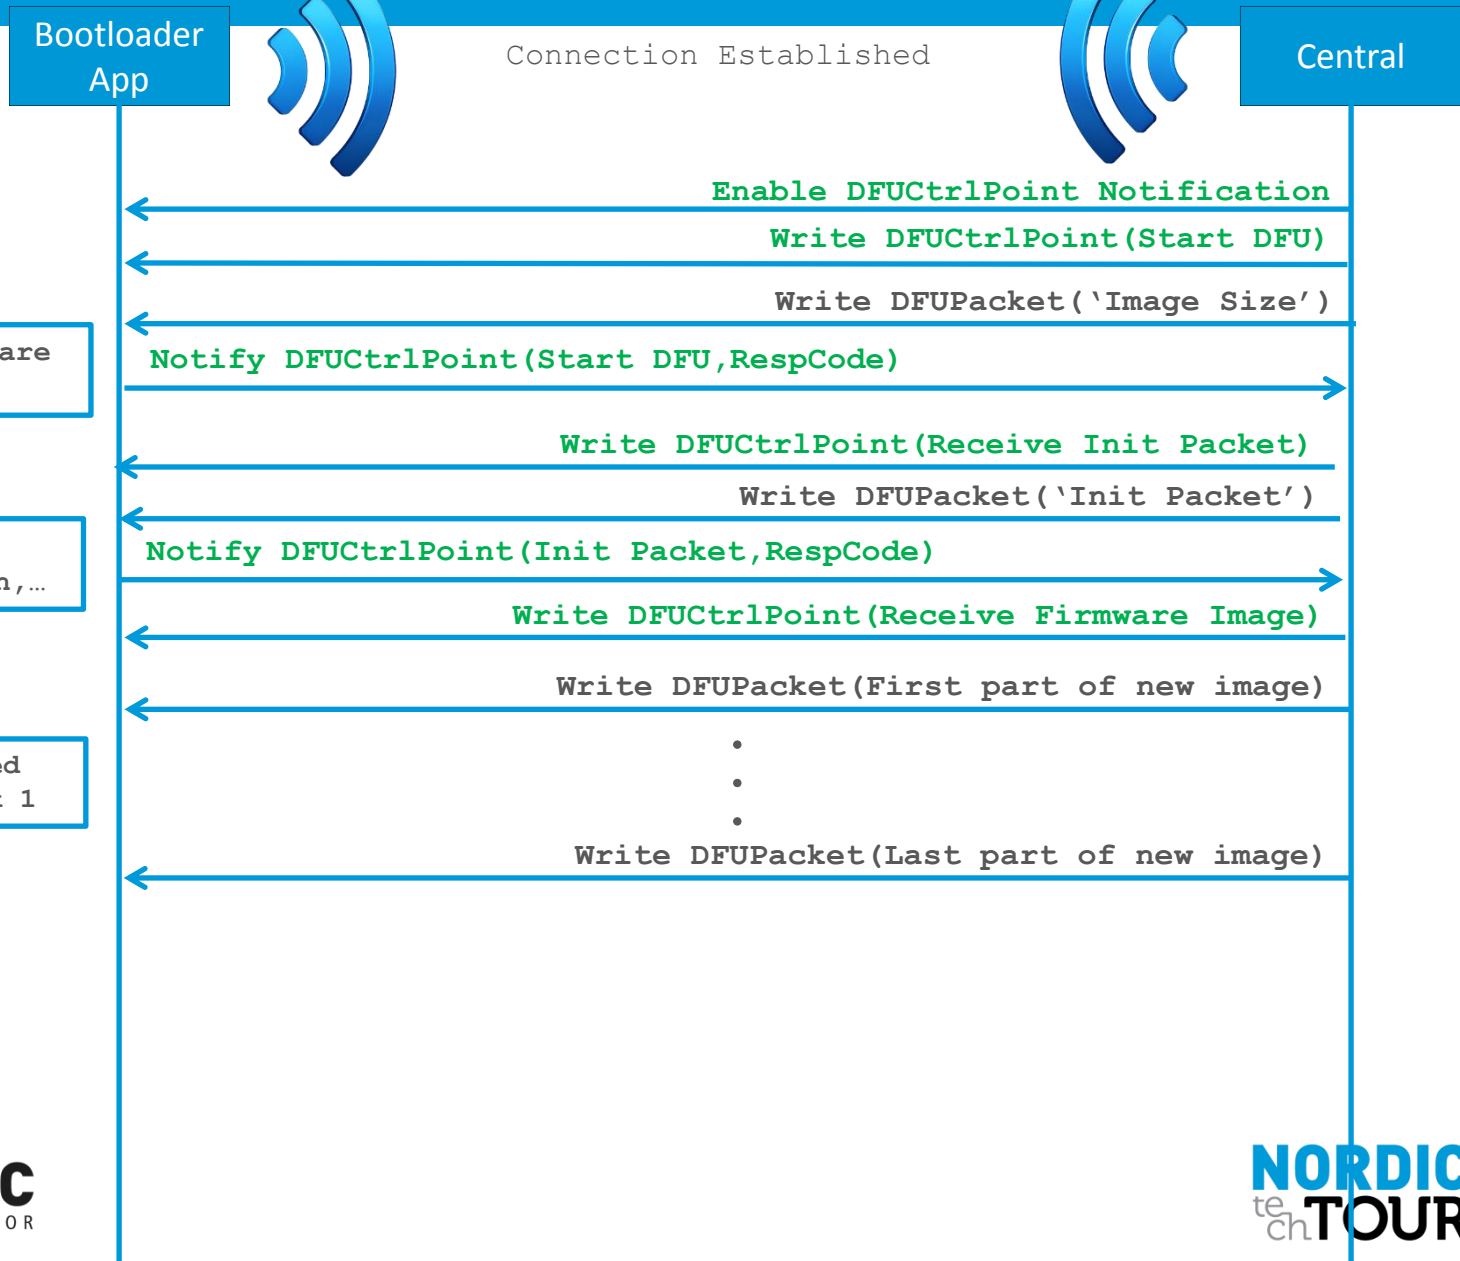 Bootloader
App
Connection Established
Central
Enable DFUCtrlPoint Notification
Write DFUCtrlPoint(Start DFU)
Write DFUPacket(‘Image Size’)
are
Notify DFUCtrlPoint(Start DFU,RespCode)
Write DFUCtrlPoint(Receive Init Packet)
Write DFUPacket(‘Init Packet’)
Notify DFUCtrlPoint(Init Packet,RespCode)
n,…
Write DFUCtrlPoint(Receive Firmware Image)
Write DFUPacket(First part of new image)
ed
1
Write DFUPacket(Last part of new image)
C
OR
NORDIC
tech TOUR